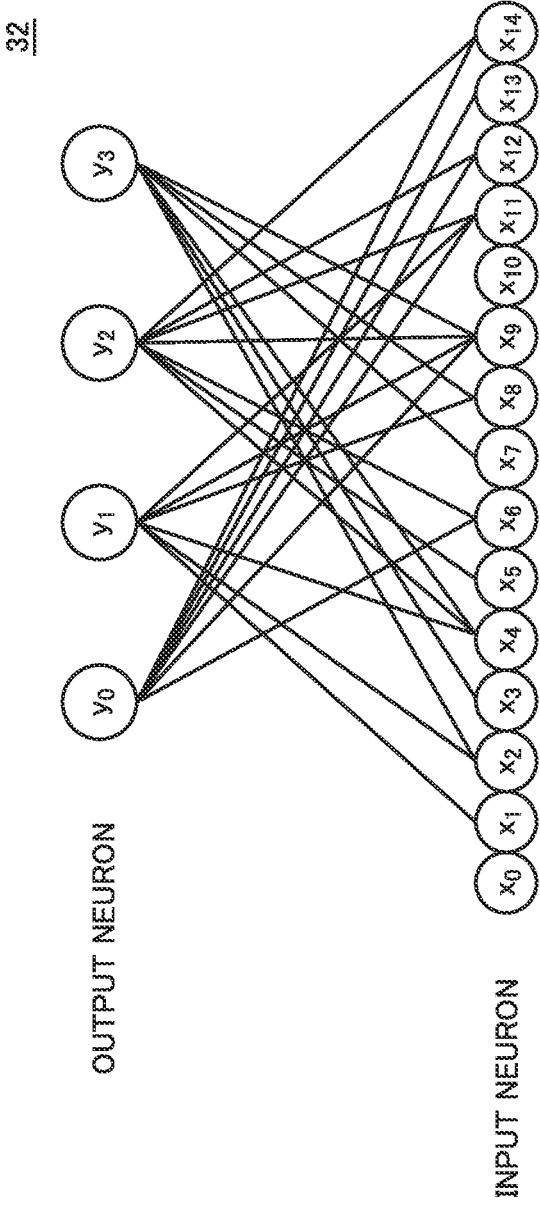 32
OUTPUT NEURON
y0 y1 y2 y3
INPUT NEURON
x0 x1 x2 x3 x4 x5 x6 x7 x8 x9 x10 x11 x12 x13 x14